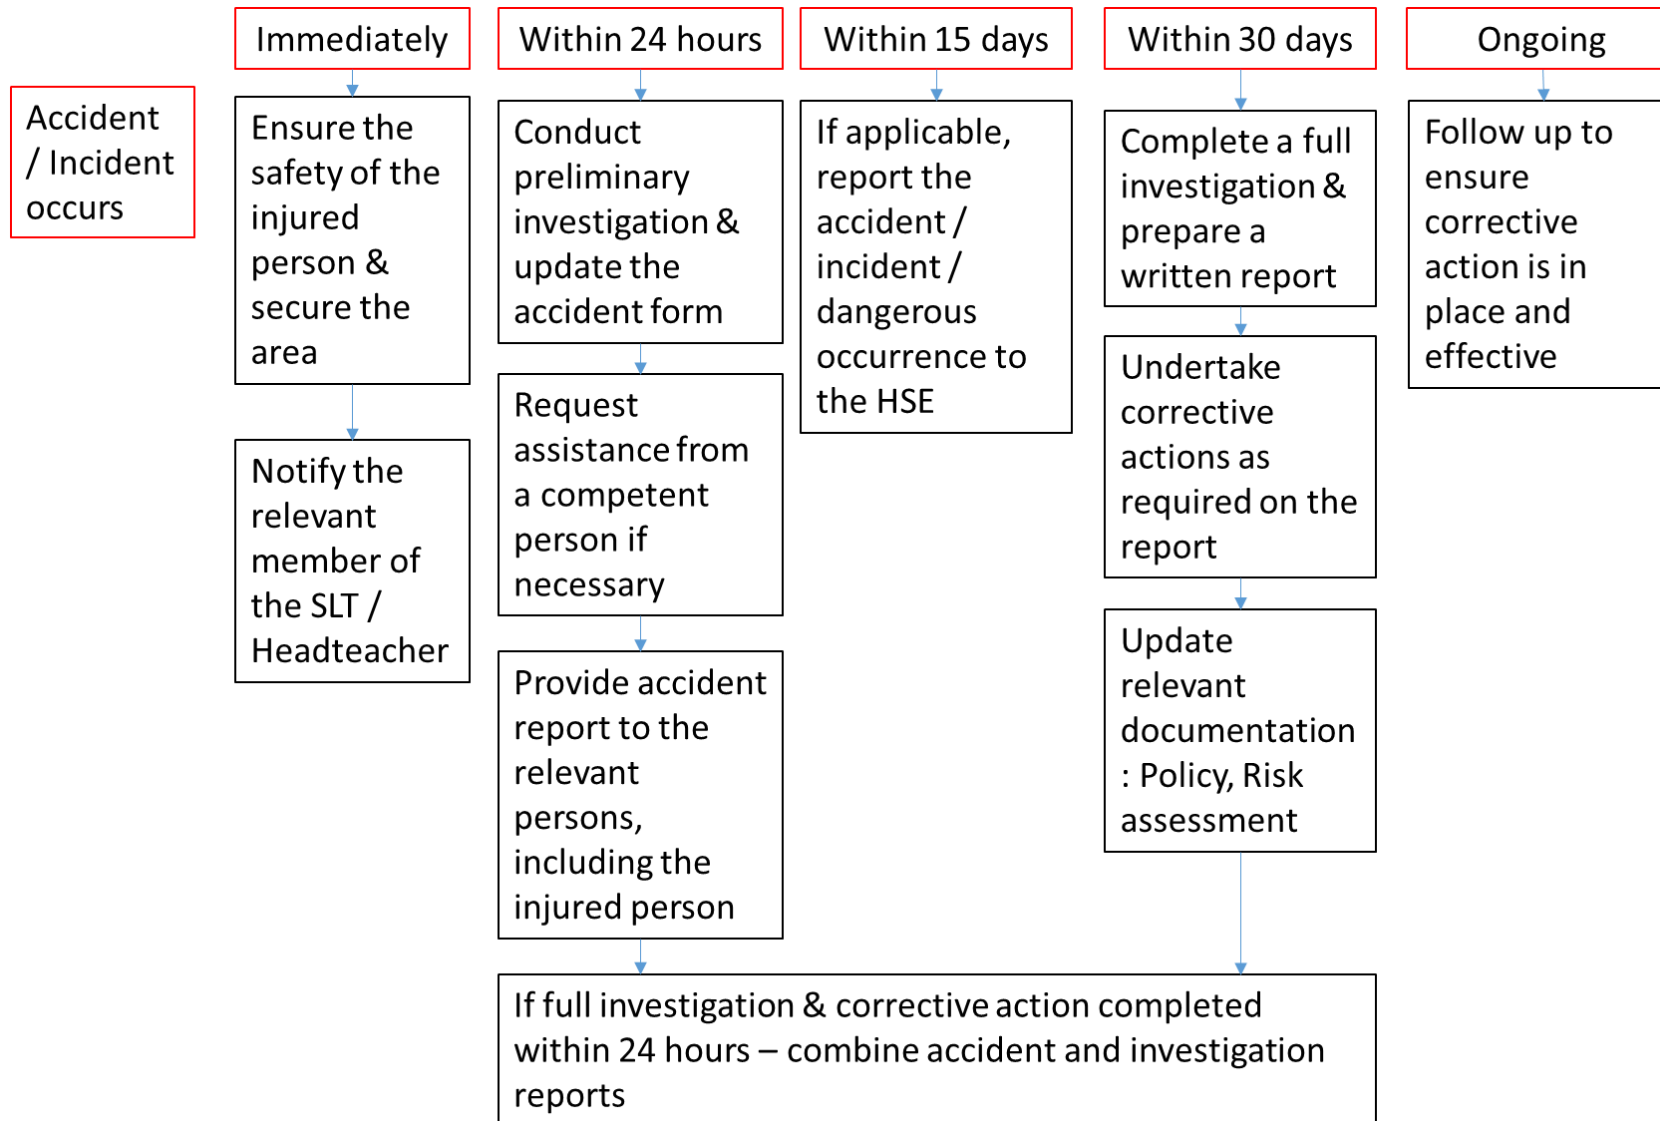 Immediately
Within 24 hours
Within 15 days
Within 30 days
Ongoing
Accident
/ Incident
occurs
Ensure the
safety of the
injured
person &
secure the
area
Notify the
relevant
member of
the SLT /
Headteacher
Conduct
preliminary
investigation &
update the
accident form
Request
assistance from
a competent
person if
necessary
Provide accident
report to the
relevant
persons,
including the
injured person
If applicable,
report the
accident /
incident /
dangerous
occurrence to
the HSE
Complete a full
investigation &
prepare a
written report
Undertake
corrective
actions as
required on the
report
Update
relevant
documentation
: Policy, Risk
assessment
Follow up to
ensure
corrective
action is in
place and
effective
If full investigation & corrective action completed
within 24 hours – combine accident and investigation
reports